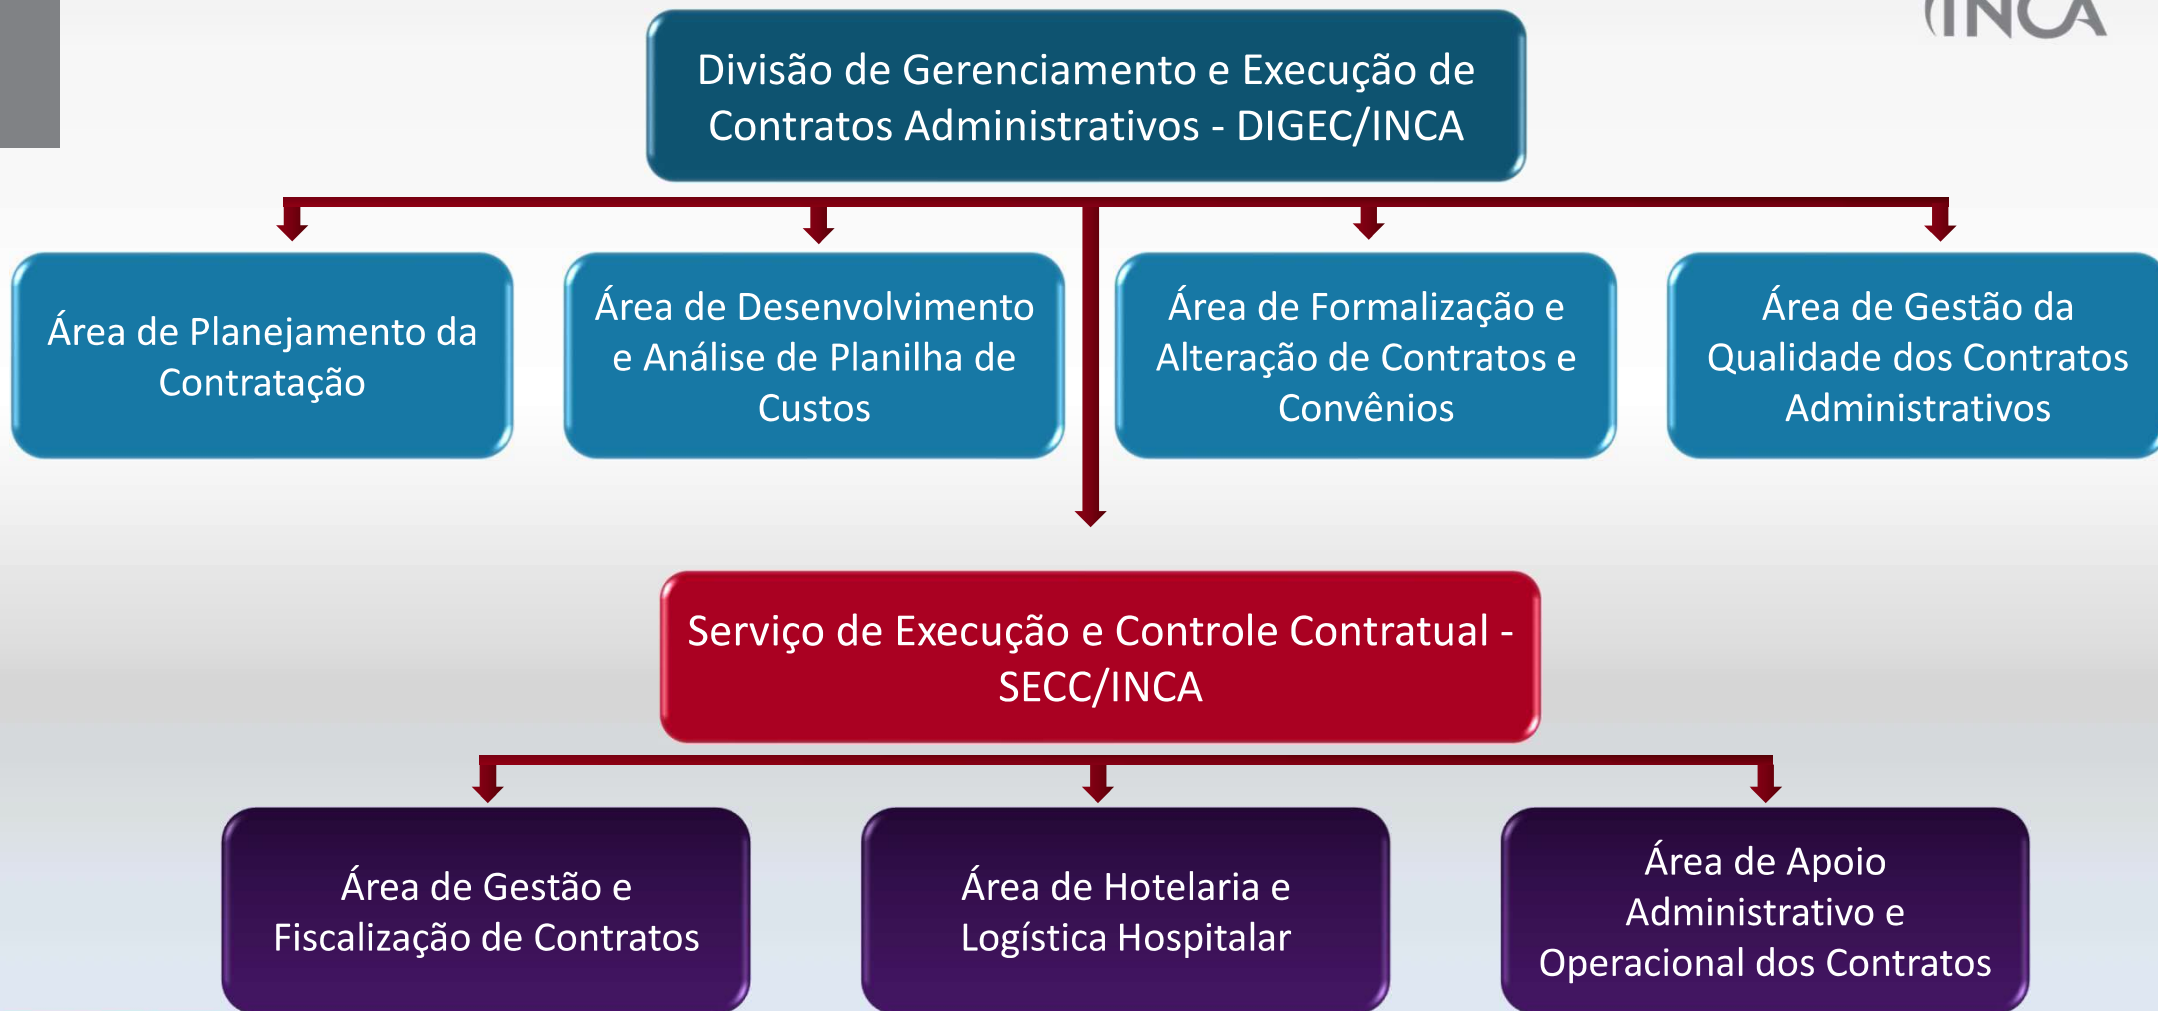 INCA
Divisão de Gerenciamento e Execução de
Contratos Administrativos - DIGEC/INCA
Área de Planejamento da
Contratação
Área de Desenvolvimento
e Análise de Planilha de
Custos
Área de Formalização e
Alteração de Contratos e
Convênios
Área de Gestão da
Qualidade dos Contratos
Administrativos
Serviço de Execução e Controle Contratual -
SECC/INCA
Área de Gestão e
Fiscalização de Contratos
Área de Hotelaria e
Logística Hospitalar
Área de Apoio
Administrativo e
Operacional dos Contratos